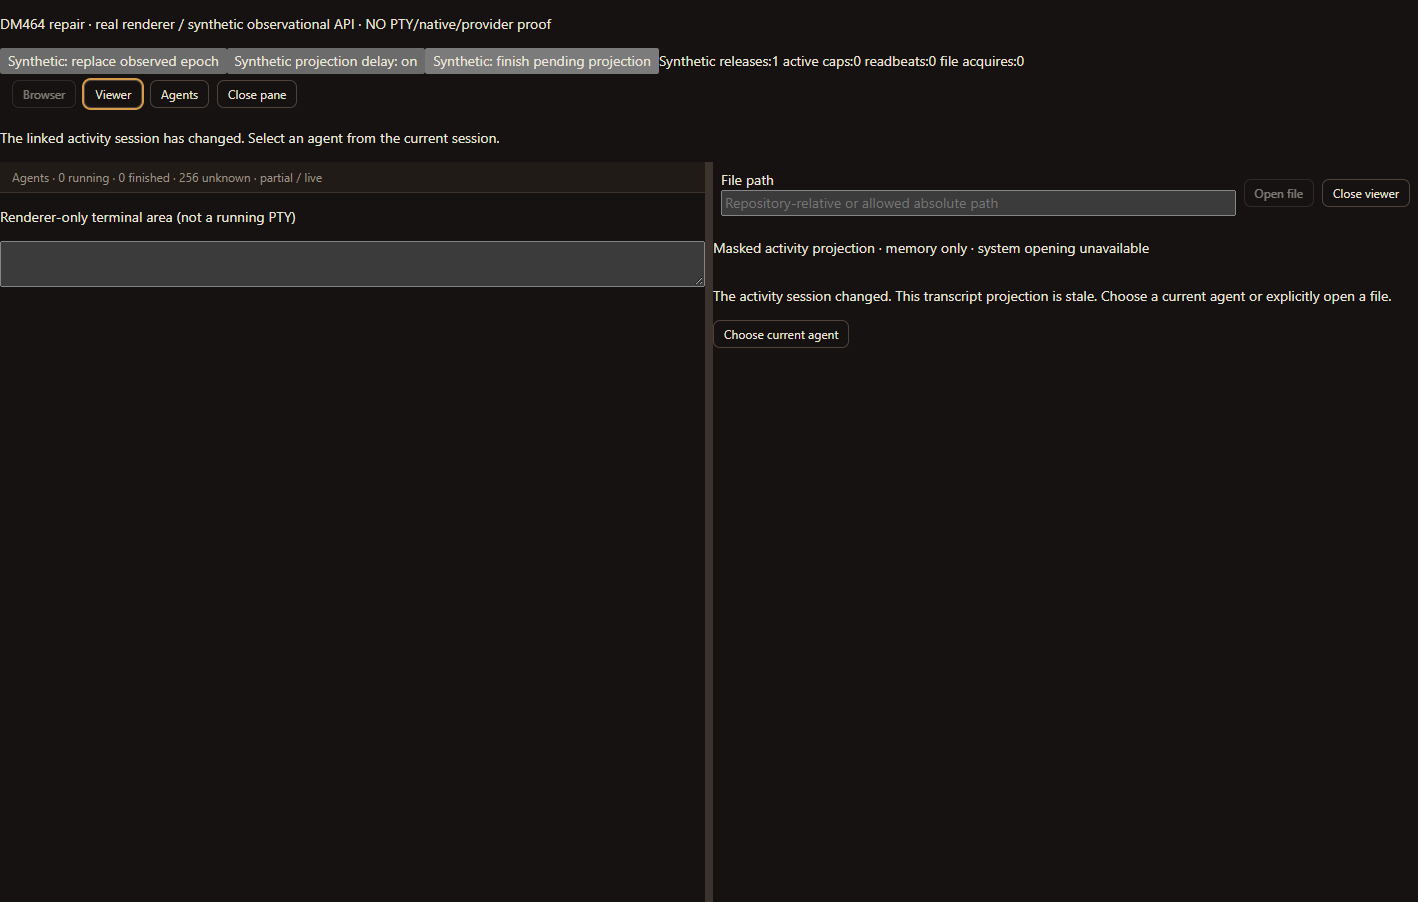 DM464 repair · real renderer / synthetic observational API · NO PTY/native/provider proof
Synthetic: replace observed epoch Synthetic projection delay: on Synthetic: finish pending projection Synthetic releases:1 active caps:0 readbeats:0 file acquires:0
Browser Viewer Agents Close pane
The linked activity session has changed. Select an agent from the current session.
Agents · 0 running · 0 finished · 256 unknown · partial / live
Renderer-only terminal area (not a running PTY)
File path
Repository-relative or allowed absolute path
Open file Close viewer
Masked activity projection · memory only · system opening unavailable
The activity session changed. This transcript projection is stale. Choose a current agent or explicitly open a file.
Choose current agent